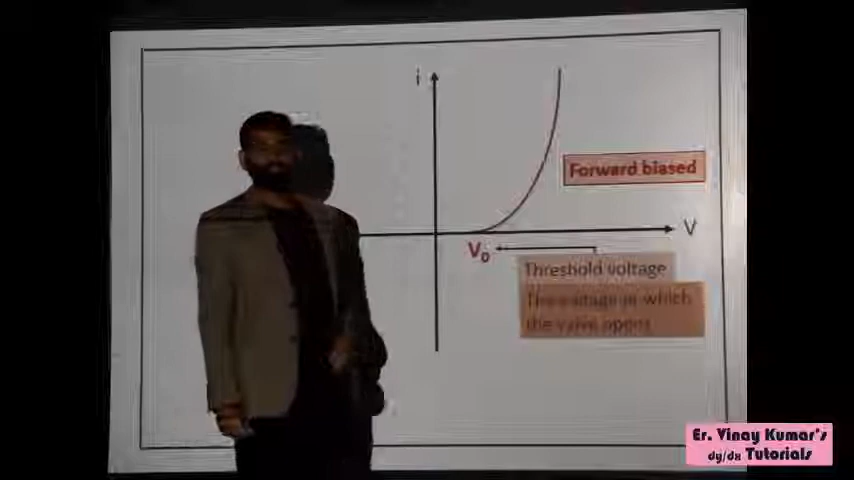 i
Forward biased
V
V₀
Threshold voltage
The voltage at which
the valve opens
Er. Vinay Kumar's
dy/dx Tutorials